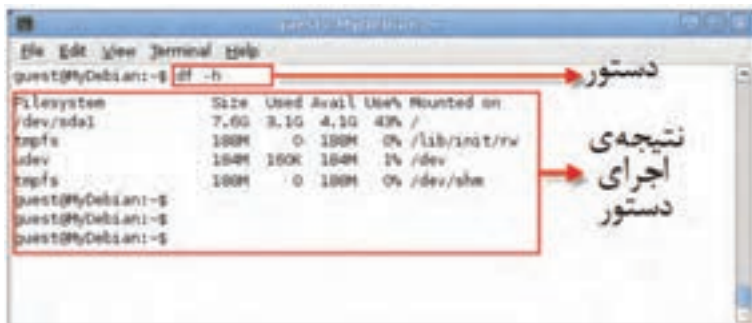 guest@MyDebian: ~
File Edit View Terminal Help
guest@MyDebian:~$ df -h
دستور
Filesystem Size Used Avail Use% Mounted on
/dev/sda1 7.6G 3.1G 4.1G 43% /
tmpfs 188M 0 188M 0% /lib/init/rw
udev 184M 160K 184M 1% /dev
tmpfs 188M 0 188M 0% /dev/shm
guest@MyDebian:~$
guest@MyDebian:~$
guest@MyDebian:~$
نتیجه‌ی
اجرای
دستور